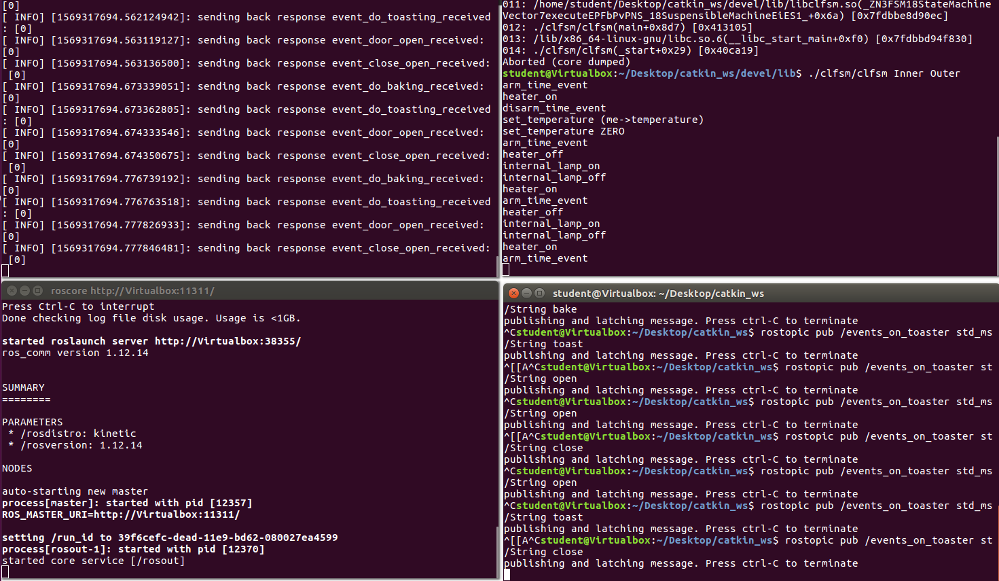 [0]
[ INFO] [1569317694.562124942]: sending back response event_do_toasting_received
: [0]
[ INFO] [1569317694.563119127]: sending back response event_door_open_received:
[0]
[ INFO] [1569317694.563136500]: sending back response event_close_open_received:
 [0]
[ INFO] [1569317694.673339051]: sending back response event_do_baking_received:
[0]
[ INFO] [1569317694.673362805]: sending back response event_do_toasting_received
: [0]
[ INFO] [1569317694.674333546]: sending back response event_door_open_received:
[0]
[ INFO] [1569317694.674350675]: sending back response event_close_open_received:
 [0]
[ INFO] [1569317694.776739192]: sending back response event_do_baking_received:
[0]
[ INFO] [1569317694.776763518]: sending back response event_do_toasting_received
: [0]
[ INFO] [1569317694.777826933]: sending back response event_door_open_received:
[0]
[ INFO] [1569317694.777846481]: sending back response event_close_open_received:
 [0]
011: /home/student/Desktop/catkin_ws/devel/lib/libclfsm.so(_ZN3FSM18StateMachine
Vector7executeEPFbPvPNS_18SuspensibleMachineEiES1_+0x6a) [0x7fdbbe8d90ec]
012: ./clfsm/clfsm(main+0x8d7) [0x413105]
013: /lib/x86_64-linux-gnu/libc.so.6(__libc_start_main+0xf0) [0x7fdbbd94f830]
014: ./clfsm/clfsm(_start+0x29) [0x40ca19]
Aborted (core dumped)
student@Virtualbox:~/Desktop/catkin_ws/devel/lib$ ./clfsm/clfsm Inner Outer
arm_time_event
heater_on
disarm_time_event
set_temperature (me->temperature)
set_temperature ZERO
arm_time_event
heater_off
internal_lamp_on
internal_lamp_off
heater_on
arm_time_event
heater_off
internal_lamp_on
internal_lamp_off
heater_on
arm_time_event
roscore http://Virtualbox:11311/
Press Ctrl-C to interrupt
Done checking log file disk usage. Usage is <1GB.
started roslaunch server http://Virtualbox:38355/
ros_comm version 1.12.14
SUMMARY
========
PARAMETERS
 * /rosdistro: kinetic
 * /rosversion: 1.12.14
NODES
auto-starting new master
process[master]: started with pid [12357]
ROS_MASTER_URI=http://Virtualbox:11311/
setting /run_id to 39f6cefc-dead-11e9-bd62-080027ea4599
process[rosout-1]: started with pid [12370]
started core service [/rosout]
student@Virtualbox: ~/Desktop/catkin_ws
/String bake
publishing and latching message. Press ctrl-C to terminate
^Cstudent@Virtualbox:~/Desktop/catkin_ws$ rostopic pub /events_on_toaster std_ms
/String toast
publishing and latching message. Press ctrl-C to terminate
^[[A^Cstudent@Virtualbox:~/Desktop/catkin_ws$ rostopic pub /events_on_toaster st
/String open
publishing and latching message. Press ctrl-C to terminate
^Cstudent@Virtualbox:~/Desktop/catkin_ws$ rostopic pub /events_on_toaster std_ms
/String open
publishing and latching message. Press ctrl-C to terminate
^[[A^Cstudent@Virtualbox:~/Desktop/catkin_ws$ rostopic pub /events_on_toaster st
/String close
publishing and latching message. Press ctrl-C to terminate
^Cstudent@Virtualbox:~/Desktop/catkin_ws$ rostopic pub /events_on_toaster std_ms
/String open
publishing and latching message. Press ctrl-C to terminate
^Cstudent@Virtualbox:~/Desktop/catkin_ws$ rostopic pub /events_on_toaster std_ms
/String toast
publishing and latching message. Press ctrl-C to terminate
^[[A^Cstudent@Virtualbox:~/Desktop/catkin_ws$ rostopic pub /events_on_toaster st
/String close
publishing and latching message. Press ctrl-C to terminate